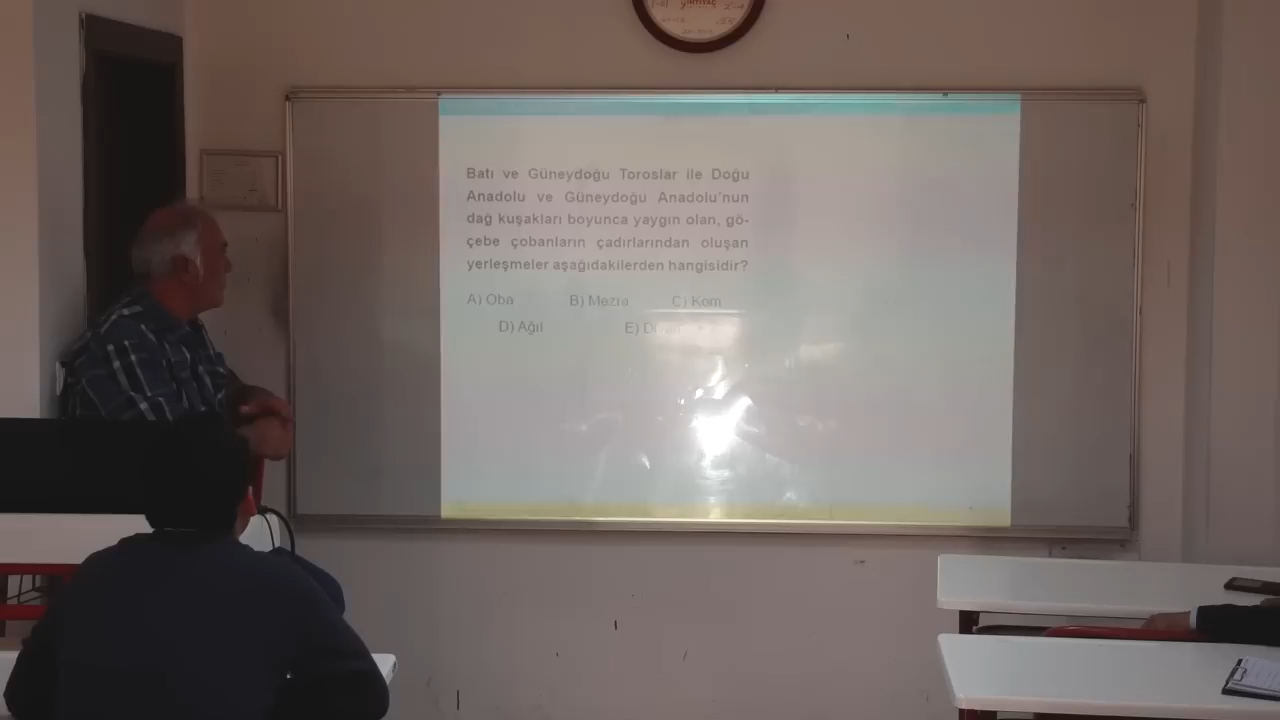 Batı ve Güneydoğu Toroslar ile Doğu
Anadolu ve Güneydoğu Anadolu'nun
dağ kuşakları boyunca yaygın olan, gö-
çebe çobanların çadırlarından oluşan
yerleşmeler aşağıdakilerden hangisidir?
A) Oba B) Mezra C) Kom
D) Ağıl E)